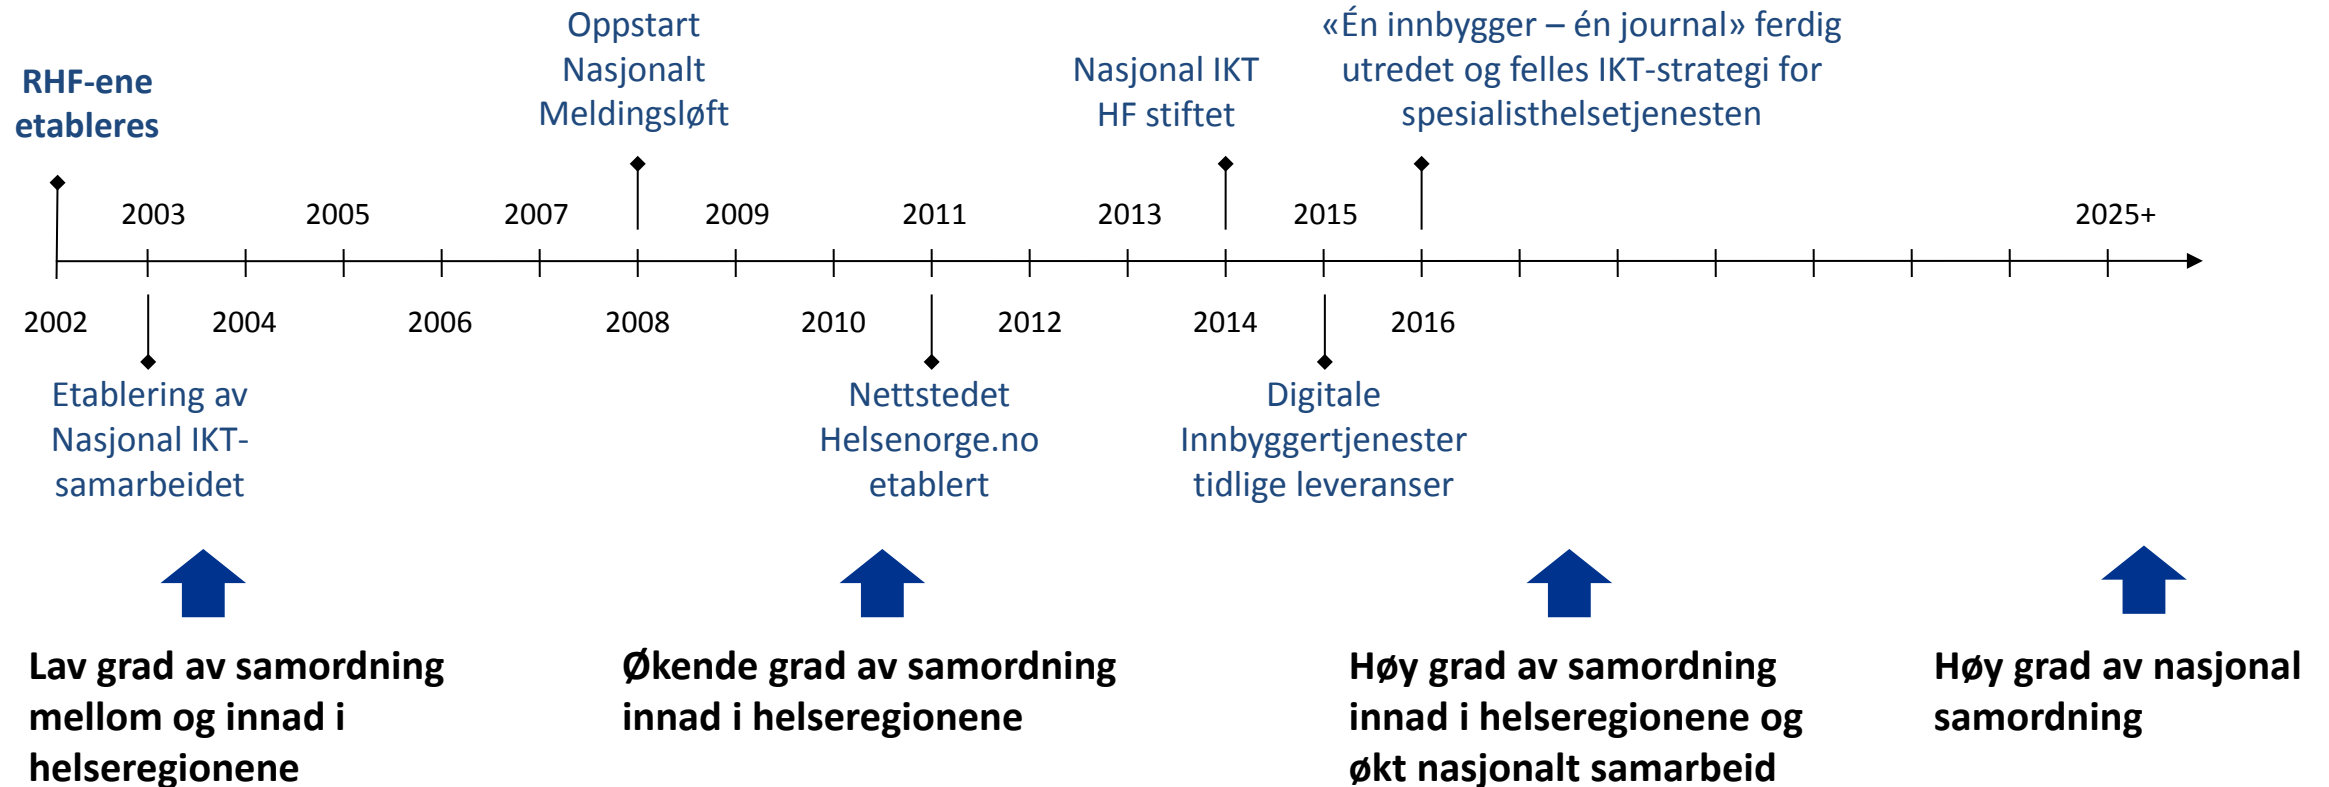 RHF-ene
etableres
Oppstart
Nasjonalt
Meldingsløft
Nasjonal IKT
HF stiftet
«Én innbygger – én journal» ferdig
utredet og felles IKT-strategi for
spesialisthelsetjenesten
2003
2005
2007
2009
2011
2013
2015
2025+
2002
2004
2006
2008
2010
2012
2014
2016
Etablering av
Nasjonal IKT-
samarbeidet
Nettstedet
Helsenorge.no
etablert
Digitale
Innbyggertjenester
tidlige leveranser
Lav grad av samordning
mellom og innad i
helseregionene
Økende grad av samordning
innad i helseregionene
Høy grad av samordning
innad i helseregionene og
økt nasjonalt samarbeid
Høy grad av nasjonal
samordning